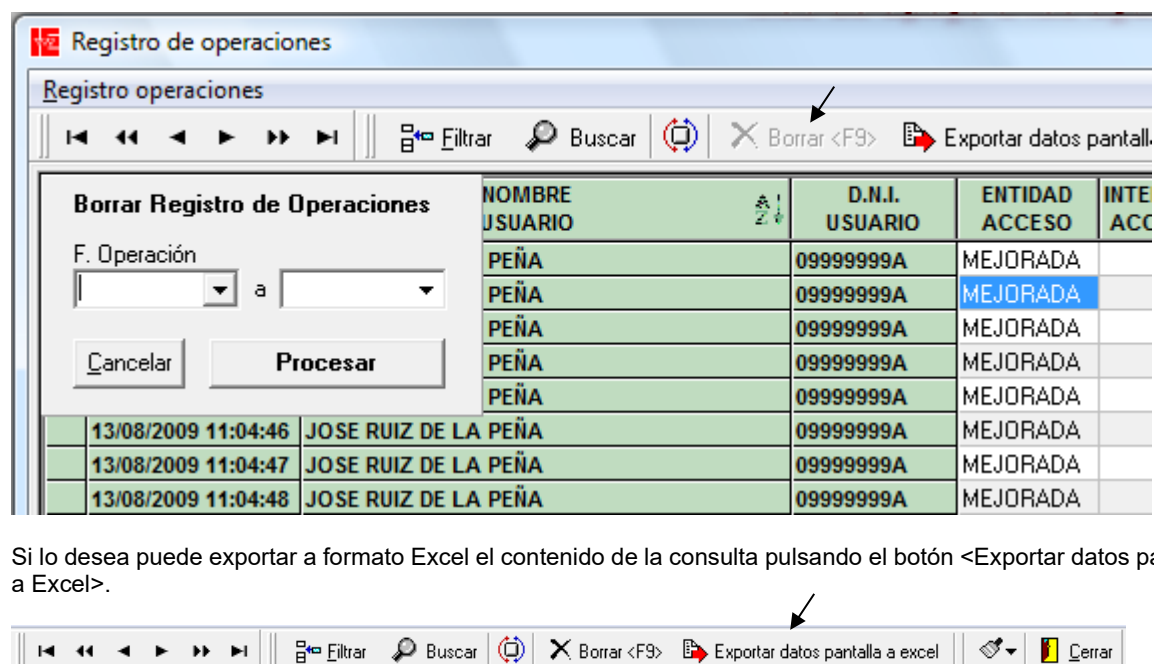 Registro de operaciones
Registro operaciones
Filtrar Buscar Borrar <F9> Exportar datos
Borrar Registro de Operaciones
F. Operación
a
Cancelar Procesar
NOMBRE USUARIO D.N.I. USUARIO ENTIDAD ACCESO
PEÑA 09999999A MEJORADA
PEÑA 09999999A MEJORADA
PEÑA 09999999A MEJORADA
PEÑA 09999999A MEJORADA
PEÑA 09999999A MEJORADA
13/08/2009 11:04:46 JOSE RUIZ DE LA PEÑA 09999999A MEJORADA
13/08/2009 11:04:47 JOSE RUIZ DE LA PEÑA 09999999A MEJORADA
13/08/2009 11:04:48 JOSE RUIZ DE LA PEÑA 09999999A MEJORADA
Si lo desea puede exportar a formato Excel el contenido de la consulta pulsando el botón <Exportar datos
a Excel>.
Filtrar Buscar Borrar <F9> Exportar datos pantalla a excel Cerrar